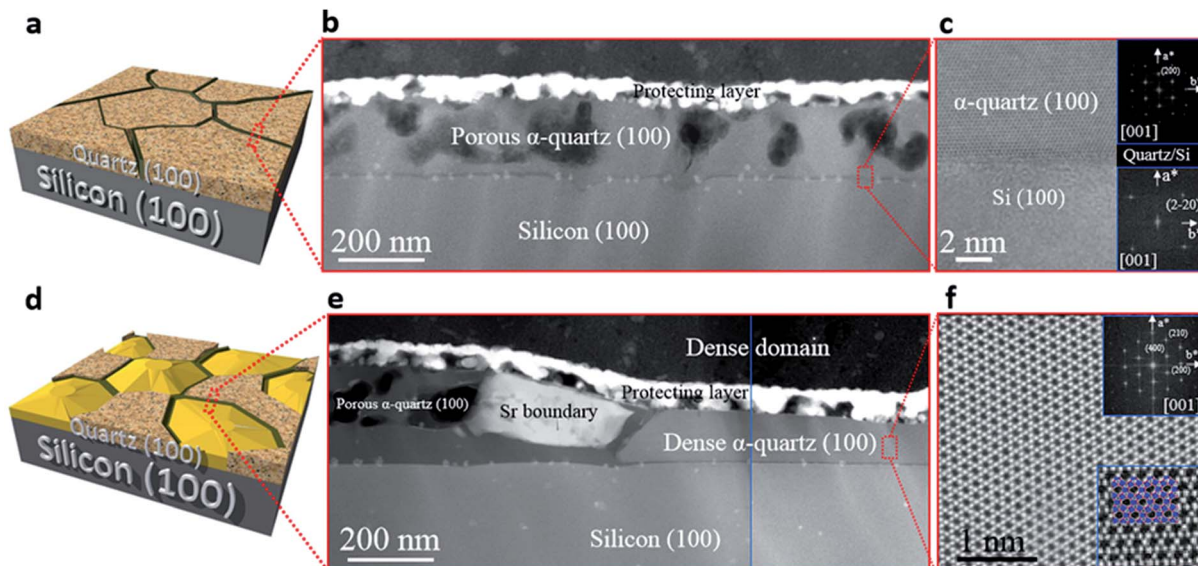 a
Quartz (100)
Silicon (100)
b
Protecting layer
Porous α-quartz (100)
Silicon (100)
200 nm
c
α-quartz (100)
Si (100)
2 nm
a*
(200)
b*
[001]
Quartz/Si
a*
(2-20)
b*
[001]
d
Quartz (100)
Silicon (100)
e
Dense domain
Protecting layer
Porous α-quartz (100)
Sr boundary
Dense α-quartz (100)
Silicon (100)
200 nm
f
a*
(210)
(400)
b*
(200)
[001]
1 nm